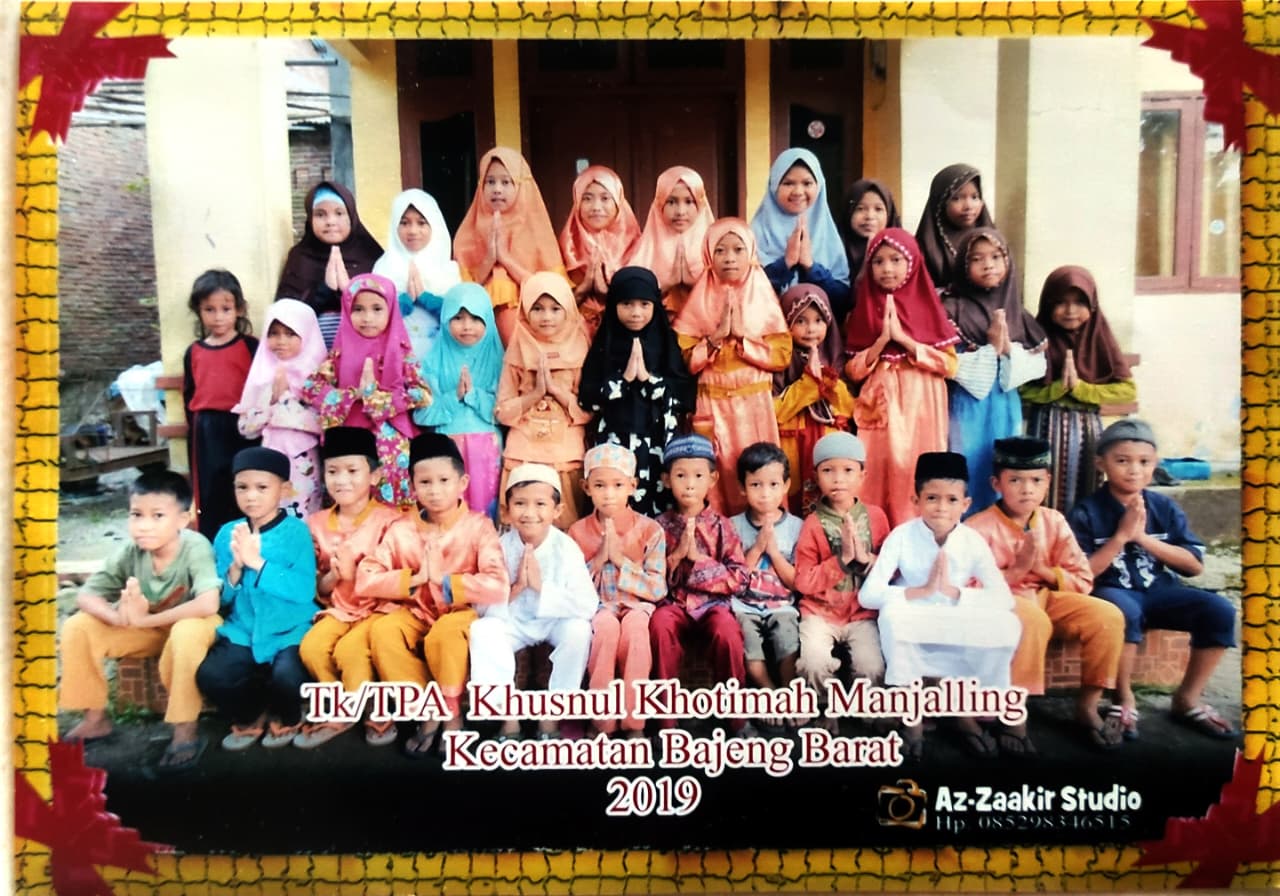 Tk/TPA Khusnul Khotimah Manjalling
Kecamatan Bajeng Barat
2019
Az-Zaakir Studio
Hp. 085298346515